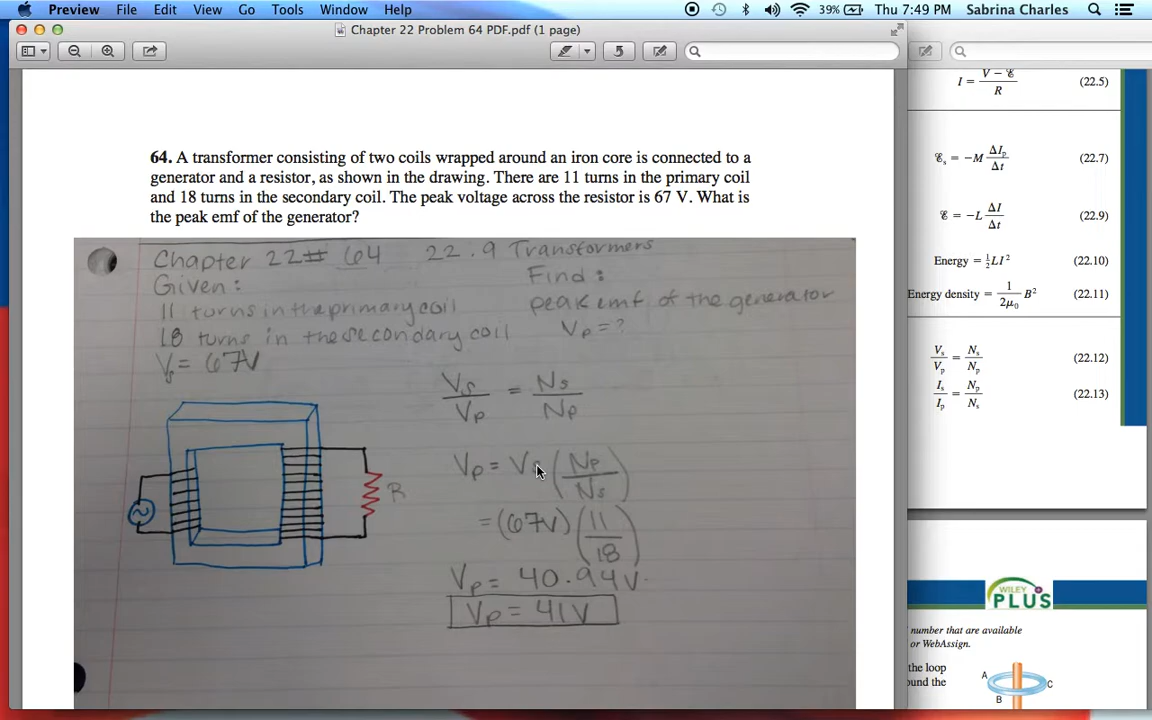 Preview File Edit View Go Tools Window Help 39% Thu 7:49 PM Sabrina Charles
Chapter 22 Problem 64 PDF.pdf (1 page)
64. A transformer consisting of two coils wrapped around an iron core is connected to a
generator and a resistor, as shown in the drawing. There are 11 turns in the primary coil
and 18 turns in the secondary coil. The peak voltage across the resistor is 67 V. What is
the peak emf of the generator?
Chapter 22# 64 22.9 Transformers
Given: Find:
11 turns in the primary coil peak emf of the generator
18 turns in the secondary coil Vp = ?
Vs = 67V
Vs/Vp = Ns/Np
Vp = Vs (Np/Ns)
= (67V) (11/18)
Vp = 40.94V
Vp = 41V
R
I = V − ℰ / R (22.5)
ℰs = −M ΔIp/Δt (22.7)
ℰ = −L ΔI/Δt (22.9)
Energy = ½LI² (22.10)
Energy density = 1/2μ₀ B² (22.11)
Vs/Vp = Ns/Np (22.12)
Is/Ip = Np/Ns (22.13)
WILEY
PLUS
number that are available
or WebAssign.
the loop
ound the
A
C
B